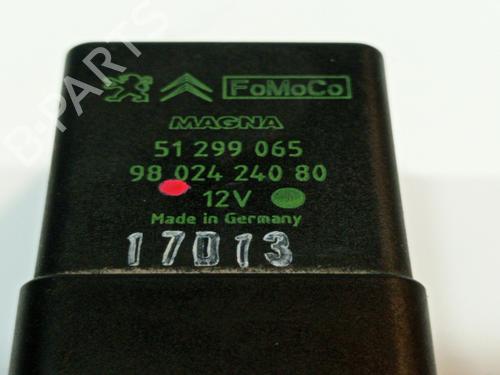 FoMoCo
MAGNA
51 299 065
98 024 240 80
12V
Made in Germany
17013
B-PARTS